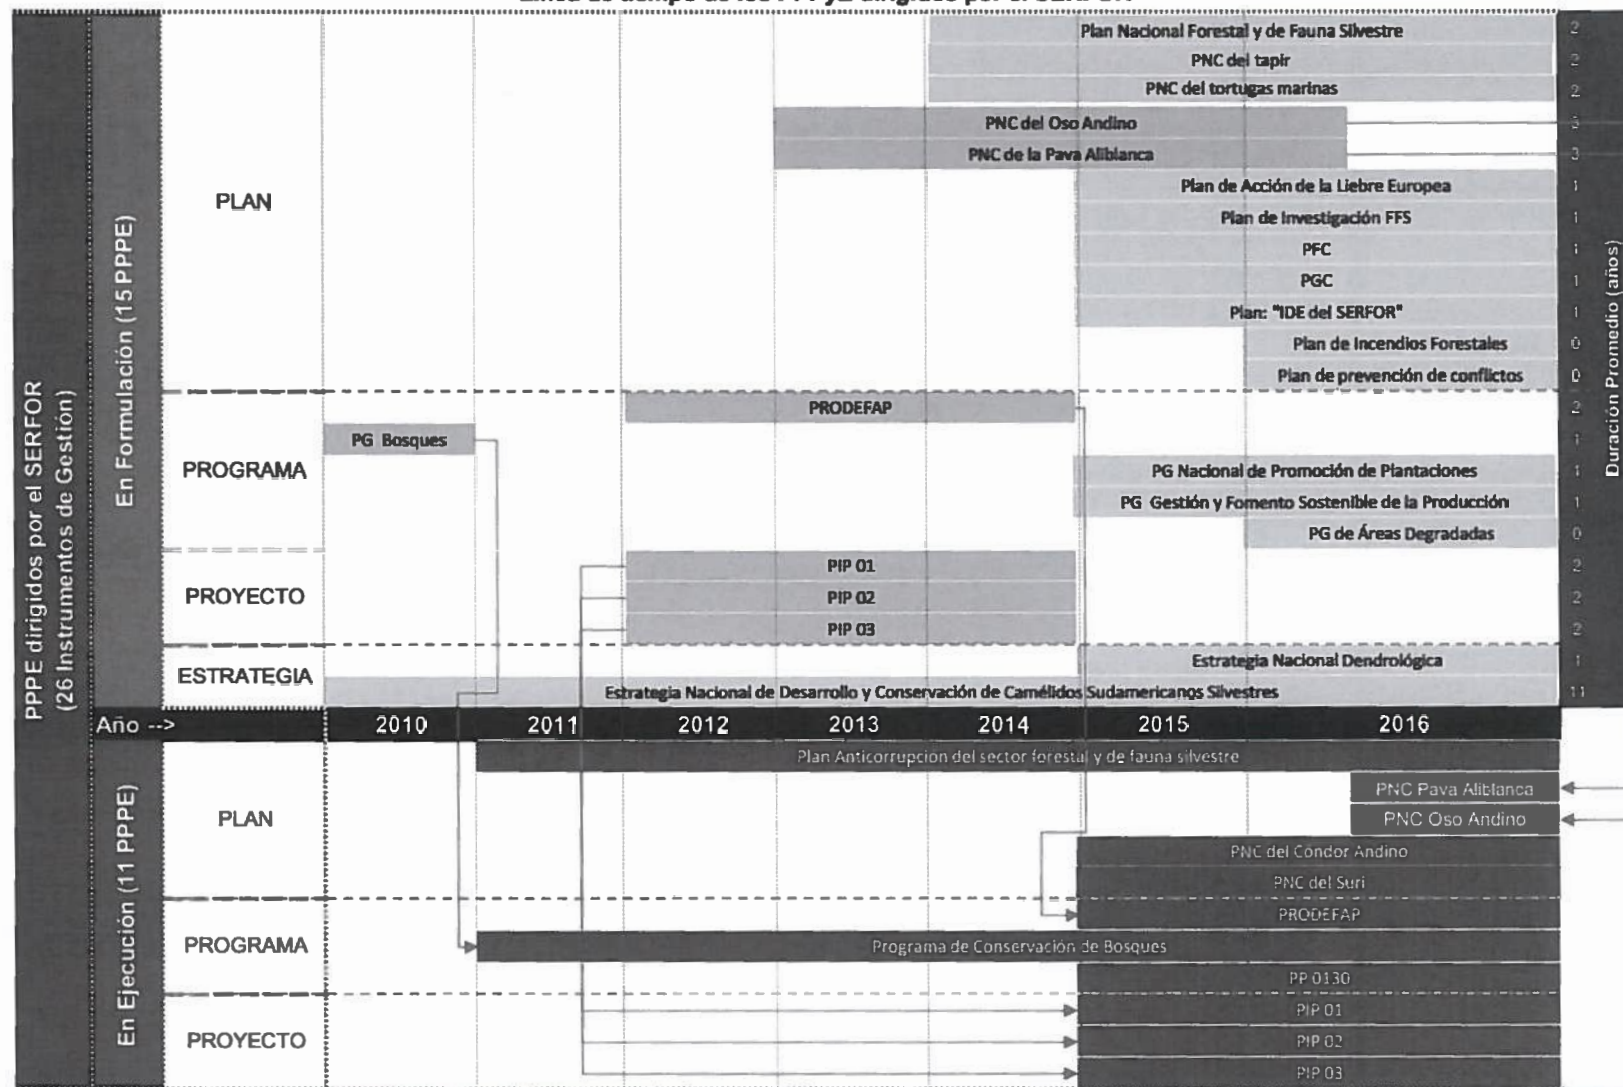 PPPE dirigidos por el SERFOR
(26 Instrumentos de Gestión)
En Formulación (15 PPPE)
PLAN
Plan Nacional Forestal y de Fauna Silvestre 2
PNC del tapir 2
PNC del tortugas marinas 2
PNC del Oso Andino 3
PNC de la Pava Aliblanca 3
Plan de Acción de la Liebre Europea 1
Plan de Investigación FFS 1
PFC 1
PGC 1
Plan: "IDE del SERFOR" 1
Plan de Incendios Forestales 0
Plan de prevención de conflictos 0
Duración Promedio (años)
PROGRAMA
PRODEFAP 2
PG Bosques 1
PG Nacional de Promoción de Plantaciones 1
PG Gestión y Fomento Sostenible de la Producción 1
PG de Áreas Degradadas 0
PROYECTO
PIP 01 2
PIP 02 2
PIP 03 2
ESTRATEGIA
Estrategia Nacional Dendrológica 1
Estrategia Nacional de Desarrollo y Conservación de Camélidos Sudamericanos Silvestres 11
Año --> 2010 2011 2012 2013 2014 2015 2016
En Ejecución (11 PPPE)
PLAN
Plan Anticorrupcion del sector forestal y de fauna silvestre
PNC Pava Aliblanca
PNC Oso Andino
PNC del Cóndor Andino
PNC del Suri
PROGRAMA
PRODEFAP
Programa de Conservación de Bosques
PP 0130
PROYECTO
PIP 01
PIP 02
PIP 03